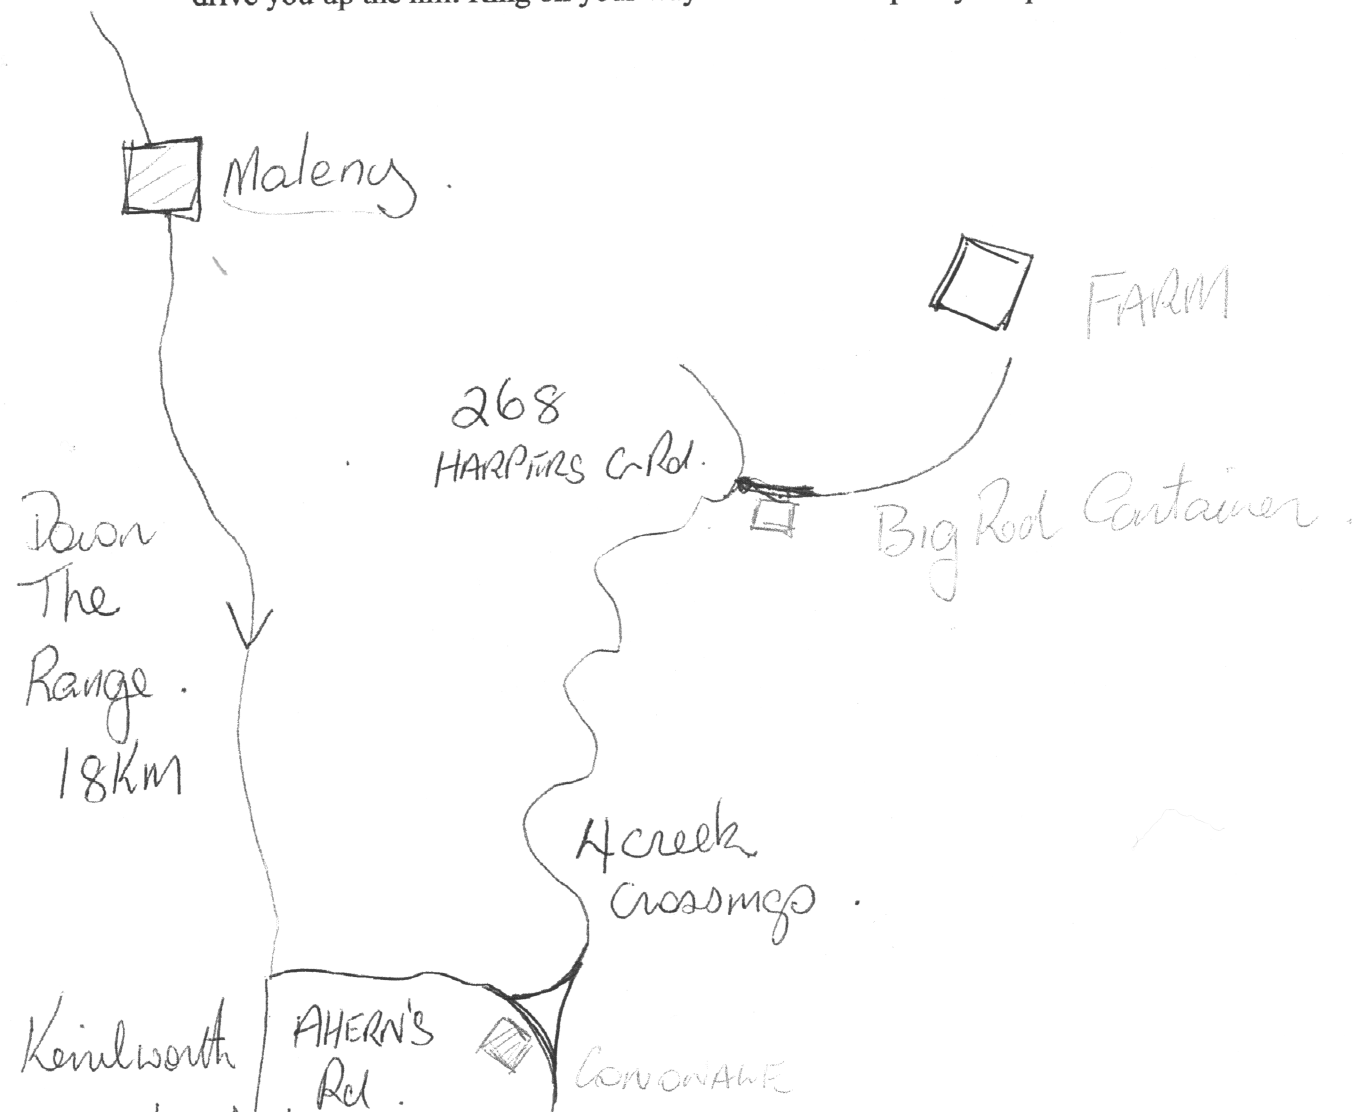 Maleny.
FARM
268
HARPERS Cr Rd.
Big Red Container.
Down
The
Range.
18KM
4 creek
Crossings.
Kenilworth
AHERN'S
Rd.
CONONALE